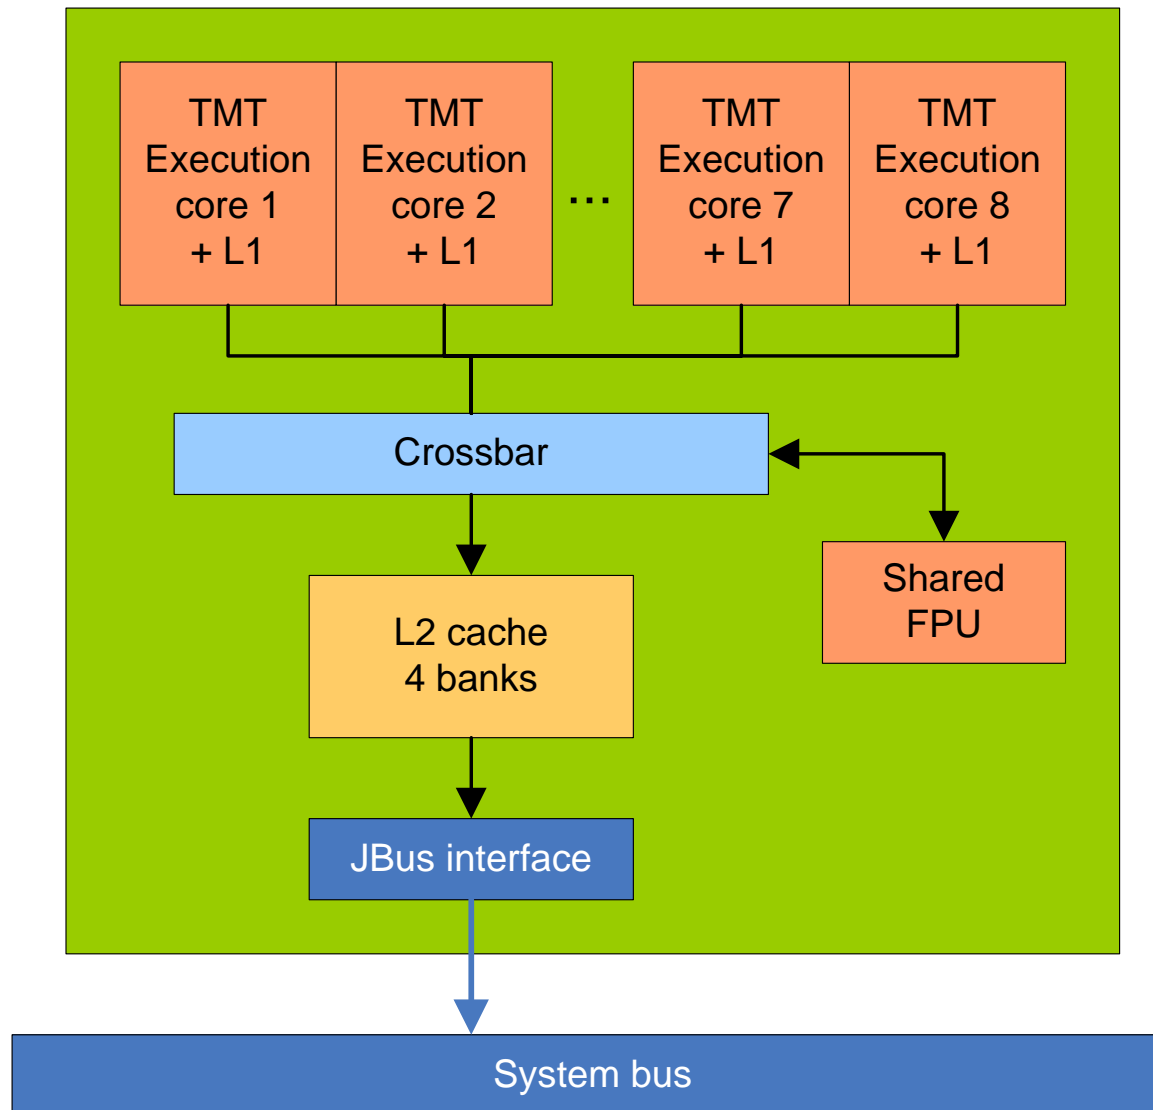 TMT
Execution
core 1
+ L1
TMT
Execution
core 2
+ L1
...
TMT
Execution
core 7
+ L1
TMT
Execution
core 8
+ L1
Crossbar
Shared
FPU
L2 cache
4 banks
JBus interface
System bus